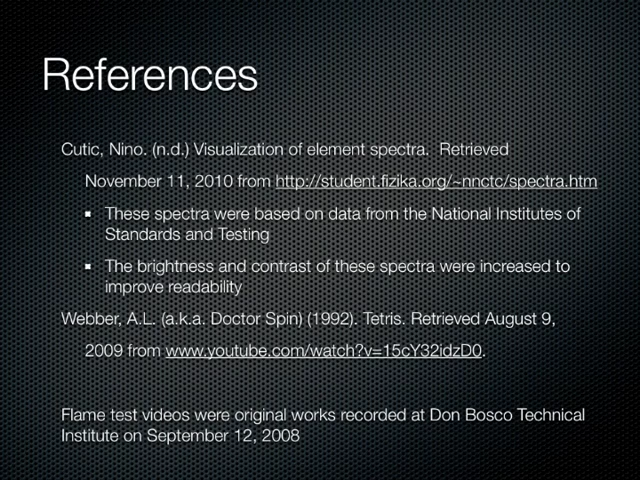 References
Cutic, Nino. (n.d.) Visualization of element spectra. Retrieved
November 11, 2010 from http://student.fizika.org/~nnctc/spectra.htm
These spectra were based on data from the National Institutes of
Standards and Testing
The brightness and contrast of these spectra were increased to
improve readability
Webber, A.L. (a.k.a. Doctor Spin) (1992). Tetris. Retrieved August 9,
2009 from www.youtube.com/watch?v=15cY32idzD0.
Flame test videos were original works recorded at Don Bosco Technical
Institute on September 12, 2008